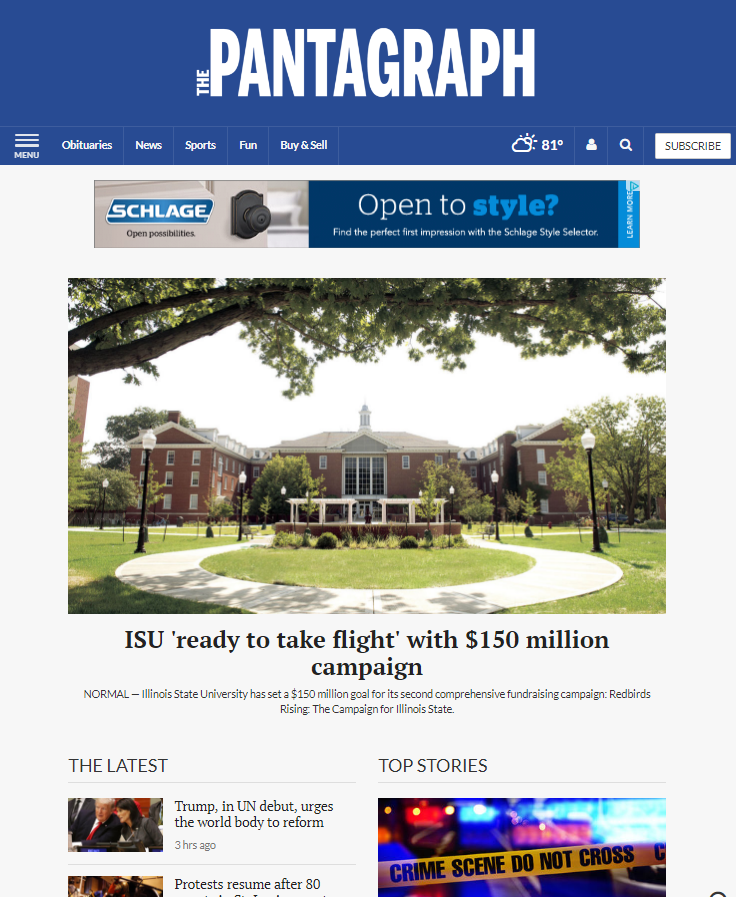 THE PANTAGRAPH
MENU
Obituaries News Sports Fun Buy & Sell 81° SUBSCRIBE
SCHLAGE
Open possibilities.
Open to style?
Find the perfect first impression with the Schlage Style Selector.
LEARN MORE
ISU 'ready to take flight' with $150 million
campaign
NORMAL — Illinois State University has set a $150 million goal for its second comprehensive fundraising campaign: Redbirds
Rising: The Campaign for Illinois State.
THE LATEST
Trump, in UN debut, urges
the world body to reform
3 hrs ago
Protests resume after 80
TOP STORIES
CRIME SCENE DO NOT CROSS C